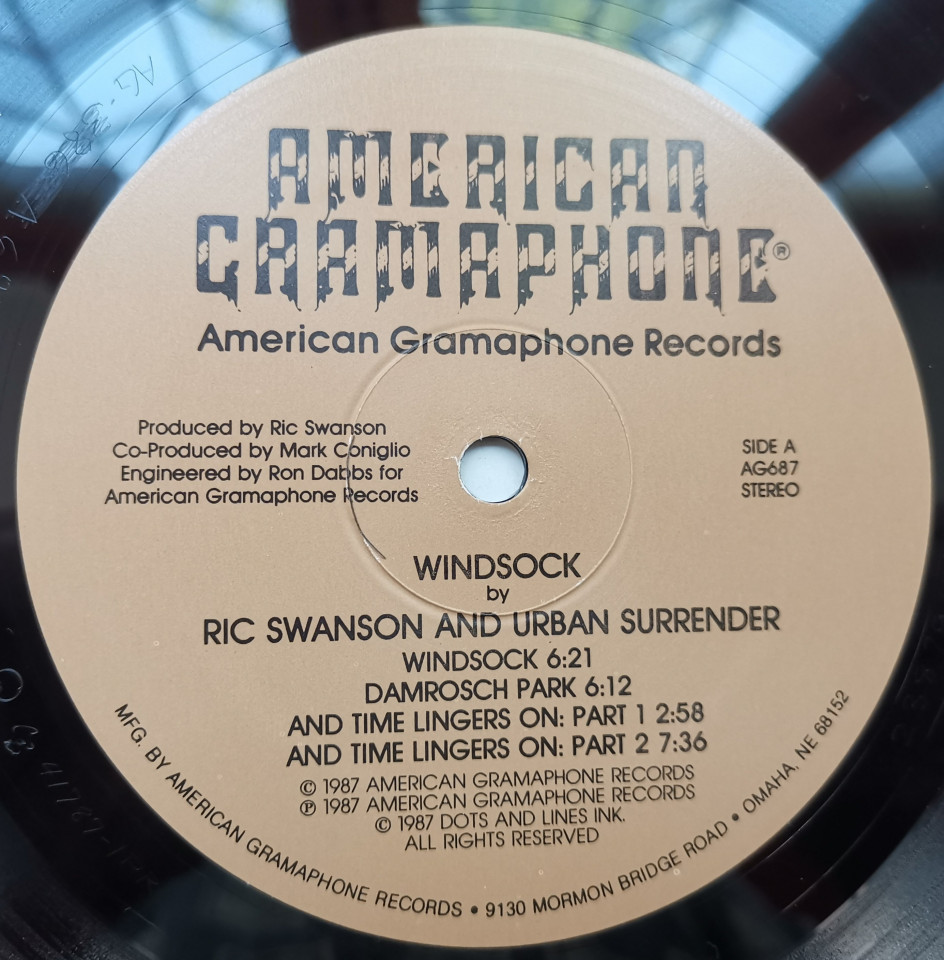 AMERICAN
GRAMAPHONE®
American Gramaphone Records
Produced by Ric Swanson
Co-Produced by Mark Coniglio
Engineered by Ron Dabbs for
American Gramaphone Records
SIDE A
AG687
STEREO
WINDSOCK
by
RIC SWANSON AND URBAN SURRENDER
WINDSOCK 6:21
DAMROSCH PARK 6:12
AND TIME LINGERS ON: PART 1 2:58
AND TIME LINGERS ON: PART 2 7:36
© 1987 AMERICAN GRAMAPHONE RECORDS
℗ 1987 AMERICAN GRAMAPHONE RECORDS
© 1987 DOTS AND LINES INK.
ALL RIGHTS RESERVED
MFG. BY AMERICAN GRAMAPHONE RECORDS • 9130 MORMON BRIDGE ROAD • OMAHA, NE 68152